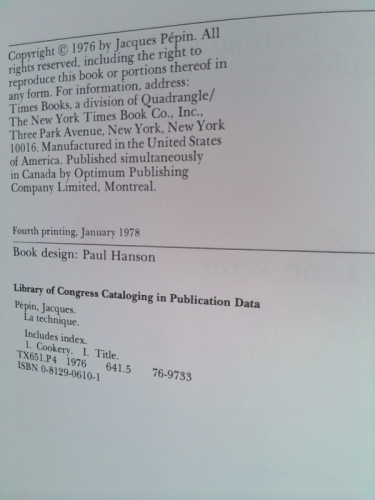 Copyright © 1976 by Jacques Pépin. All
rights reserved, including the right to
reproduce this book or portions thereof in
any form. For information, address:
Times Books, a division of Quadrangle/
The New York Times Book Co., Inc.,
Three Park Avenue, New York, New York
10016. Manufactured in the United States
of America. Published simultaneously
in Canada by Optimum Publishing
Company Limited, Montreal.
Fourth printing, January 1978
Book design: Paul Hanson
Library of Congress Cataloging in Publication Data
Pépin, Jacques.
La technique.
Includes index.
1. Cookery. I. Title.
TX651.P4 1976 641.5 76-9733
ISBN 0-8129-0610-1